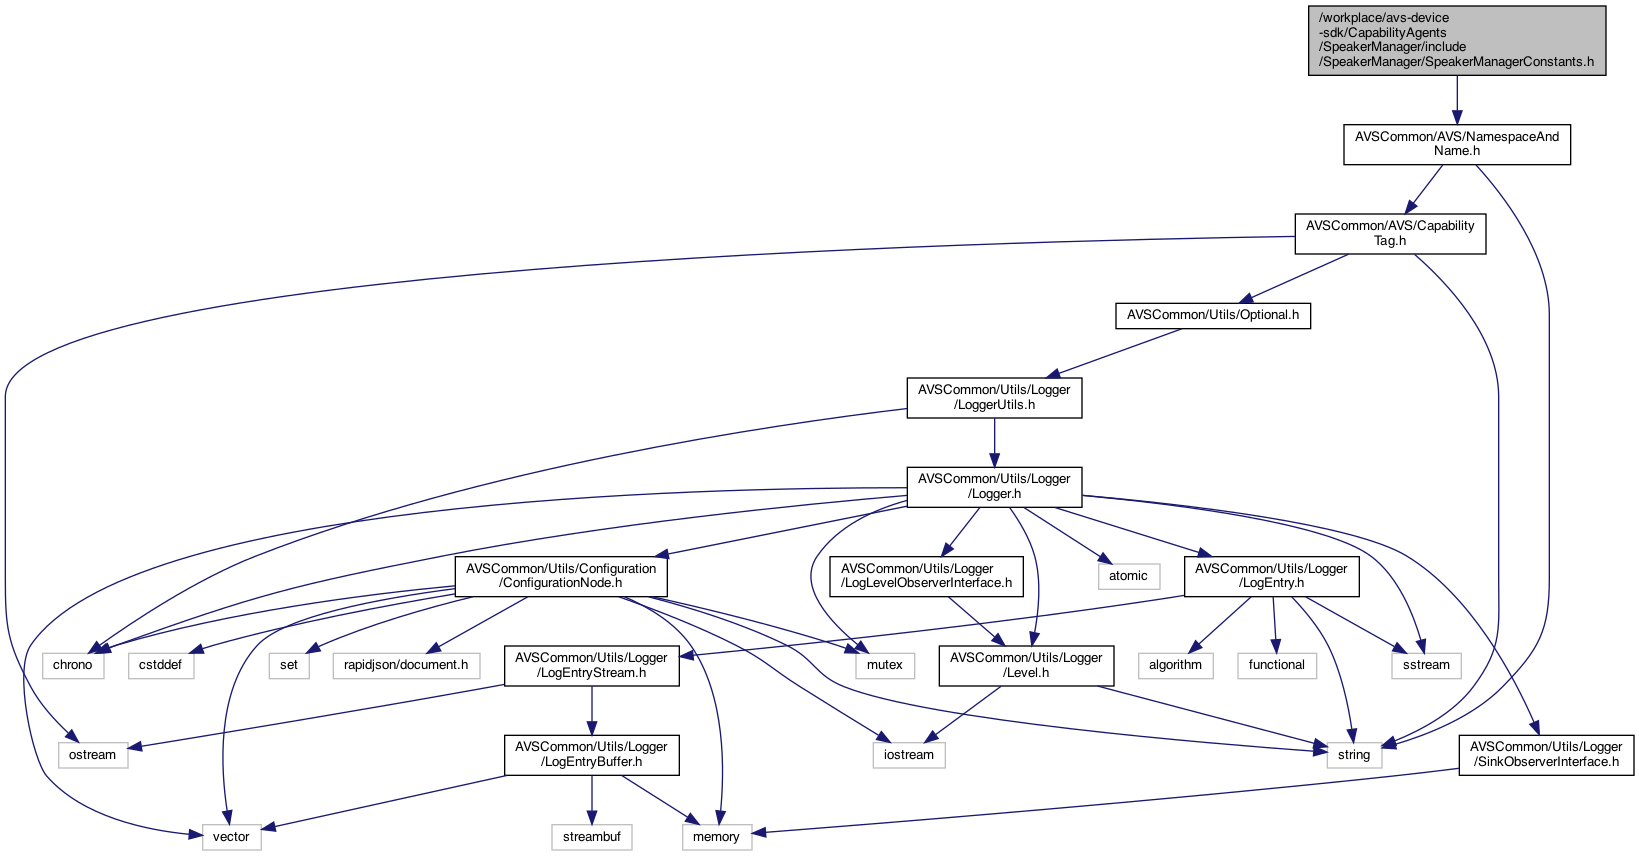 /workplace/avs-device
-sdk/CapabilityAgents
/SpeakerManager/include
/SpeakerManager/SpeakerManagerConstants.h
AVSCommon/AVS/NamespaceAnd
Name.h
AVSCommon/AVS/Capability
Tag.h
AVSCommon/Utils/Optional.h
AVSCommon/Utils/Logger
/LoggerUtils.h
AVSCommon/Utils/Logger
/Logger.h
AVSCommon/Utils/Configuration
/ConfigurationNode.h
AVSCommon/Utils/Logger
/LogLevelObserverInterface.h
atomic
AVSCommon/Utils/Logger
/LogEntry.h
chrono
cstddef
set
rapidjson/document.h
AVSCommon/Utils/Logger
/LogEntryStream.h
mutex
AVSCommon/Utils/Logger
/Level.h
algorithm
functional
sstream
ostream
AVSCommon/Utils/Logger
/LogEntryBuffer.h
iostream
string
AVSCommon/Utils/Logger
/SinkObserverInterface.h
vector
streambuf
memory